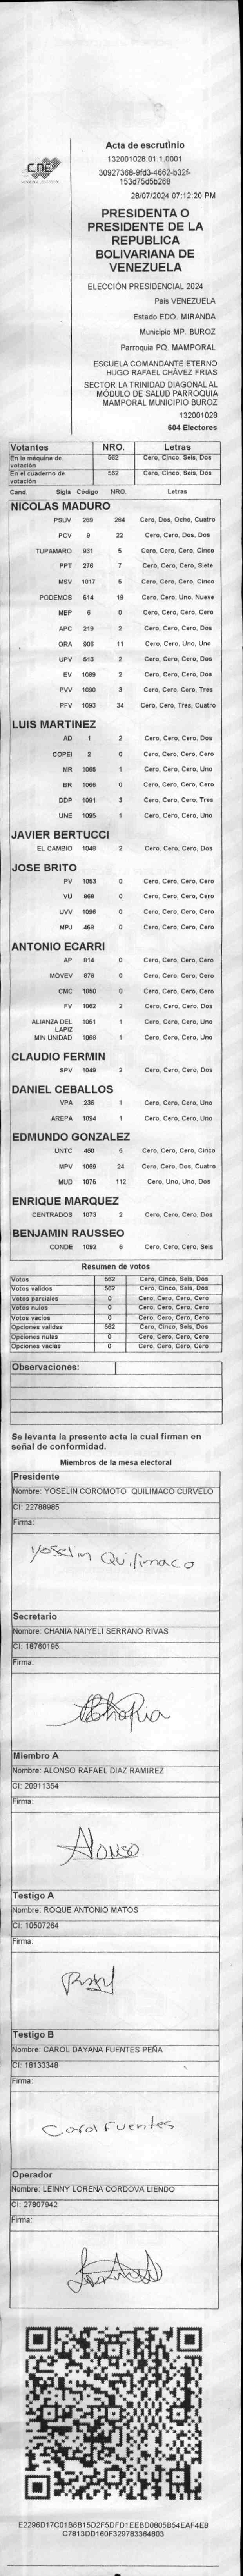 CNE
Acta de escrutinio
132001028.01.1.0001
30927368-9fd3-4662-b32f-
153d75d5b268
28/07/2024 07:12:20 PM
PRESIDENTA O
PRESIDENTE DE LA
REPUBLICA
BOLIVARIANA DE
VENEZUELA
ELECCIÓN PRESIDENCIAL 2024
Pais VENEZUELA
Estado EDO. MIRANDA
Municipio MP. BUROZ
Parroquia PQ. MAMPORAL
ESCUELA COMANDANTE ETERNO
HUGO RAFAEL CHÁVEZ FRIAS
SECTOR LA TRINIDAD DIAGONAL AL
MÓDULO DE SALUD PARROQUIA
MAMPORAL MUNICIPIO BUROZ
132001028
604 Electores
Votantes NRO. Letras
En la máquina de votación 562 Cero, Cinco, Seis, Dos
En el cuaderno de votación 562 Cero, Cinco, Seis, Dos
Cand. Sigla Código NRO. Letras
NICOLAS MADURO
PSUV 269 284 Cero, Dos, Ocho, Cuatro
PCV 9 22 Cero, Cero, Dos, Dos
TUPAMARO 931 5 Cero, Cero, Cero, Cinco
PPT 276 7 Cero, Cero, Cero, Siete
MSV 1017 5 Cero, Cero, Cero, Cinco
PODEMOS 514 19 Cero, Cero, Uno, Nueve
MEP 6 0 Cero, Cero, Cero, Cero
APC 219 2 Cero, Cero, Cero, Dos
ORA 906 11 Cero, Cero, Uno, Uno
UPV 613 2 Cero, Cero, Cero, Dos
EV 1089 2 Cero, Cero, Cero, Dos
PVV 1090 3 Cero, Cero, Cero, Tres
PFV 1093 34 Cero, Cero, Tres, Cuatro
LUIS MARTINEZ
AD 1 2 Cero, Cero, Cero, Dos
COPEI 2 0 Cero, Cero, Cero, Cero
MR 1065 1 Cero, Cero, Cero, Uno
BR 1066 0 Cero, Cero, Cero, Cero
DDP 1091 3 Cero, Cero, Cero, Tres
UNE 1095 1 Cero, Cero, Cero, Uno
JAVIER BERTUCCI
EL CAMBIO 1048 2 Cero, Cero, Cero, Dos
JOSE BRITO
PV 1053 0 Cero, Cero, Cero, Cero
VU 868 0 Cero, Cero, Cero, Cero
UVV 1096 0 Cero, Cero, Cero, Cero
MPJ 458 0 Cero, Cero, Cero, Cero
ANTONIO ECARRI
AP 814 0 Cero, Cero, Cero, Cero
MOVEV 878 0 Cero, Cero, Cero, Cero
CMC 1050 0 Cero, Cero, Cero, Cero
FV 1062 2 Cero, Cero, Cero, Dos
ALIANZA DEL LAPIZ 1051 1 Cero, Cero, Cero, Uno
MIN UNIDAD 1068 1 Cero, Cero, Cero, Uno
CLAUDIO FERMIN
SPV 1049 2 Cero, Cero, Cero, Dos
DANIEL CEBALLOS
VPA 236 1 Cero, Cero, Cero, Uno
AREPA 1094 1 Cero, Cero, Cero, Uno
EDMUNDO GONZALEZ
UNTC 480 5 Cero, Cero, Cero, Cinco
MPV 1069 24 Cero, Cero, Dos, Cuatro
MUD 1075 112 Cero, Uno, Uno, Dos
ENRIQUE MARQUEZ
CENTRADOS 1073 2 Cero, Cero, Cero, Dos
BENJAMIN RAUSSEO
CONDE 1092 6 Cero, Cero, Cero, Seis
Resumen de votos
Votos 562 Cero, Cinco, Seis, Dos
Votos validos 562 Cero, Cinco, Seis, Dos
Votos parciales 0 Cero, Cero, Cero, Cero
Votos nulos 0 Cero, Cero, Cero, Cero
Votos vacios 0 Cero, Cero, Cero, Cero
Opciones validas 562 Cero, Cinco, Seis, Dos
Opciones nulas 0 Cero, Cero, Cero, Cero
Opciones vacias 0 Cero, Cero, Cero, Cero
Observaciones:
Se levanta la presente acta la cual firman en
señal de conformidad.
Miembros de la mesa electoral
Presidente
Nombre: YOSELIN COROMOTO QUILIMACO CURVELO
CI: 22788985
Firma:
Yoselin Quilimaco
Secretario
Nombre: CHANIA NAIYELI SERRANO RIVAS
CI: 18760195
Firma:
Miembro A
Nombre: ALONSO RAFAEL DIAZ RAMIREZ
CI: 20911354
Firma:
Alonso
Testigo A
Nombre: ROQUE ANTONIO MATOS
CI: 10507264
Firma:
Testigo B
Nombre: CAROL DAYANA FUENTES PEÑA
CI: 18133348
Firma:
Carol Fuentes
Operador
Nombre: LEINNY LORENA CORDOVA LIENDO
CI: 27807942
Firma:
E2296D17C01B6B15D2F5DFD1EEBD0805B54EAF4E8
C7813DD160F329783364803